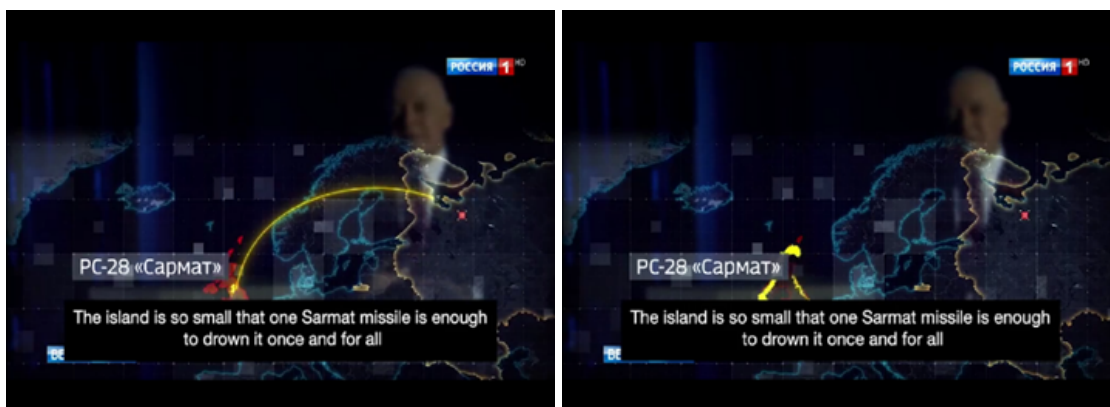 РОССИЯ 1 HD
РС-28 «Сармат»
The island is so small that one Sarmat missile is enough
to drown it once and for all
ВЕ
РОССИЯ 1 HD
РС-28 «Сармат»
The island is so small that one Sarmat missile is enough
to drown it once and for all
ВЕ